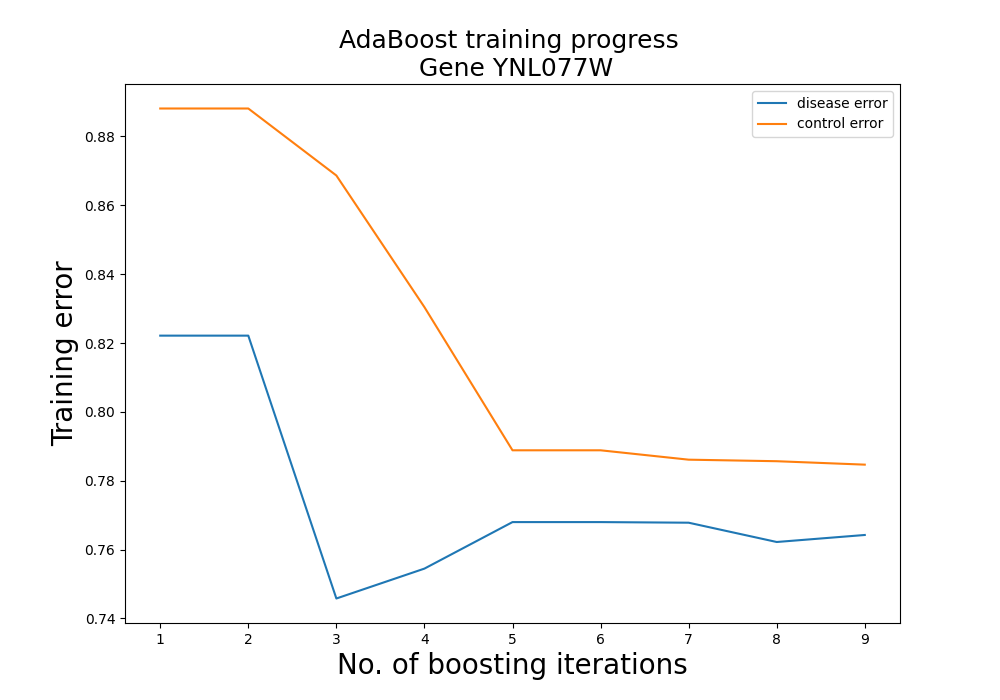 AdaBoost training progress
Gene YNL077W
disease error
control error
Training error
0.88
0.86
0.84
0.82
0.80
0.78
0.76
0.74
1 2 3 4 5 6 7 8 9
No. of boosting iterations